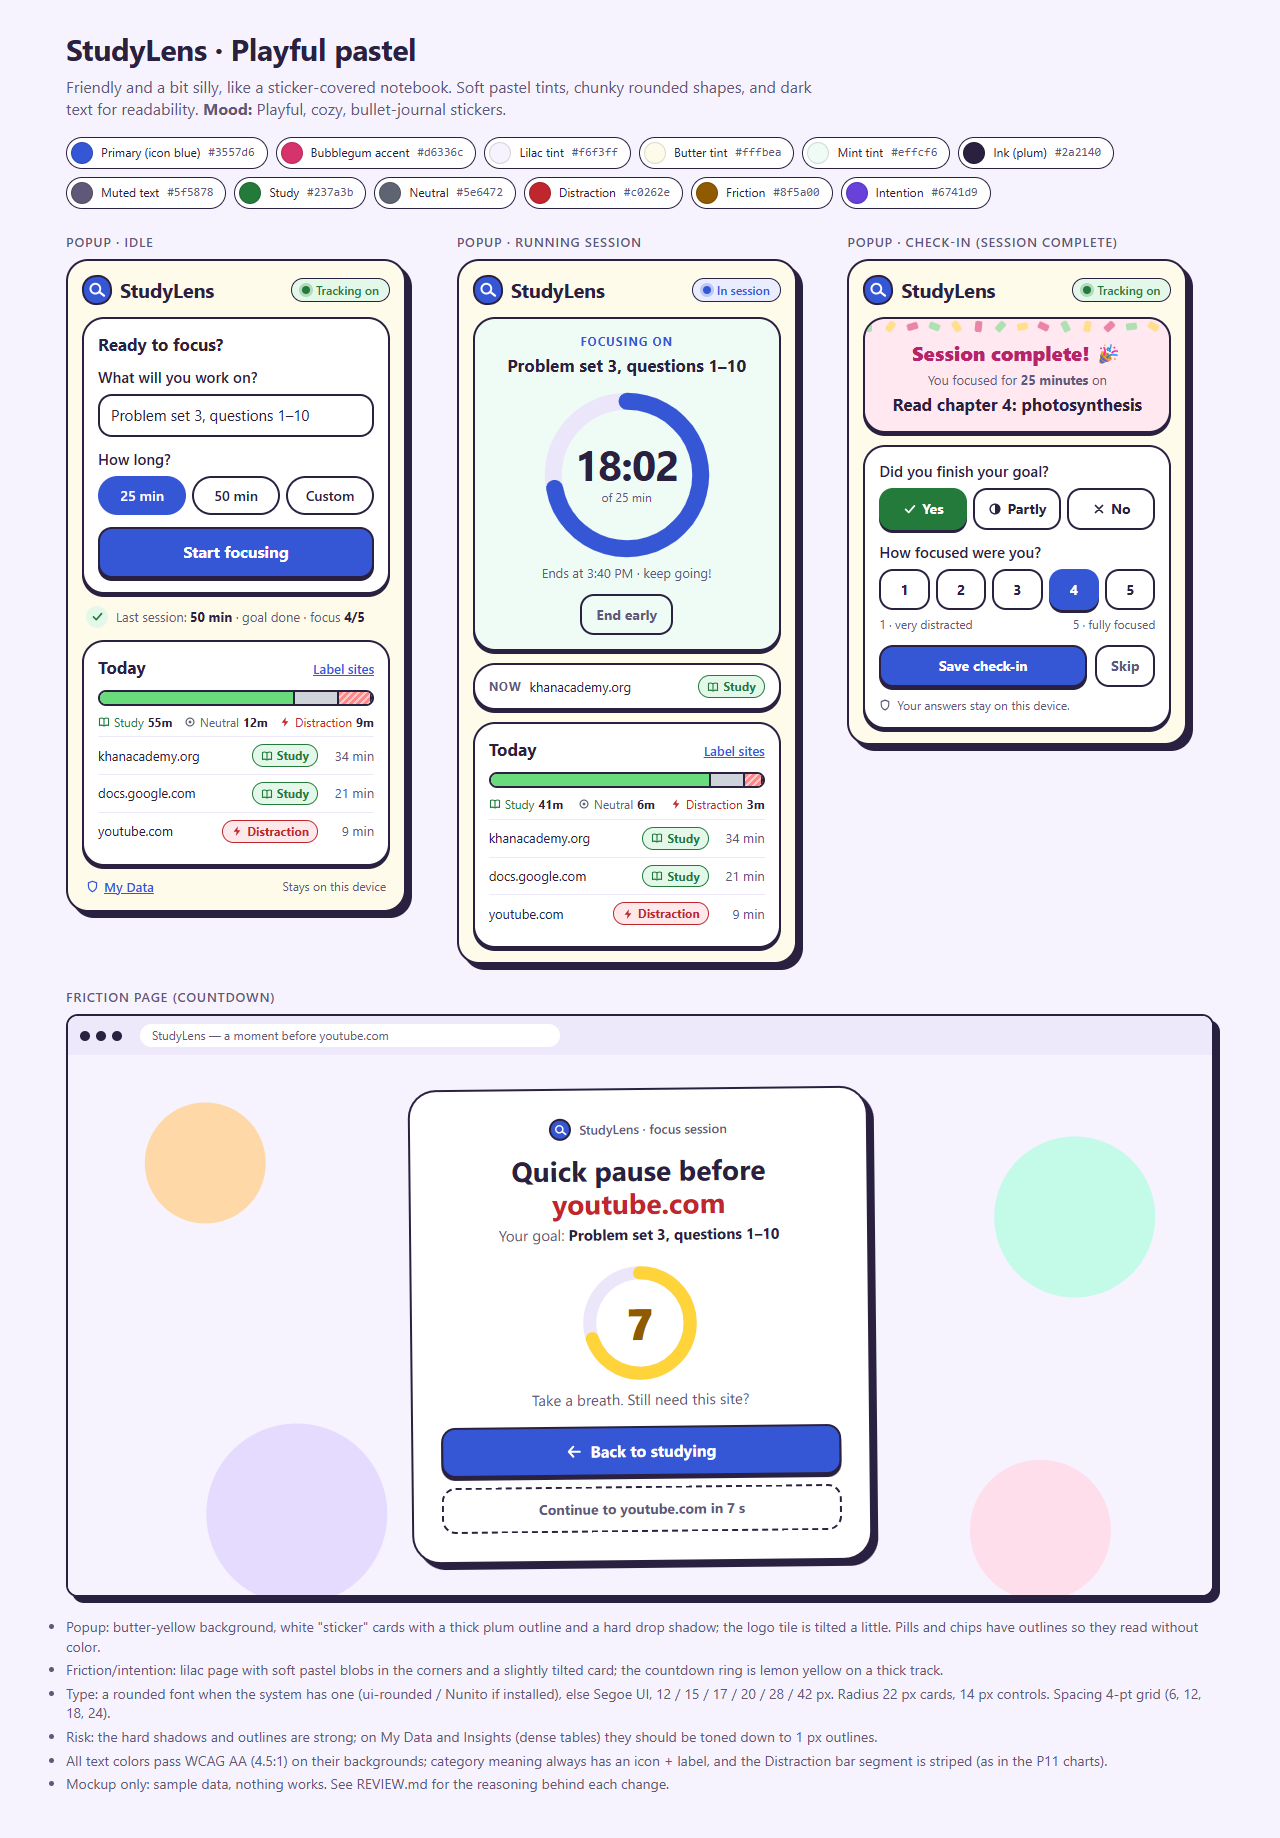 StudyLens · Playful pastel
Friendly and a bit silly, like a sticker-covered notebook. Soft pastel tints, chunky rounded shapes, and dark
text for readability. Mood: Playful, cozy, bullet-journal stickers.
Primary (icon blue) #3557d6
Bubblegum accent #d6336c
Lilac tint #f6f3ff
Butter tint #fffbea
Mint tint #effcf6
Ink (plum) #2a2140
Muted text #5f5878
Study #237a3b
Neutral #5e6472
Distraction #c0262e
Friction #8f5a00
Intention #6741d9
POPUP · IDLE
StudyLens
Tracking on
Ready to focus?
What will you work on?
Problem set 3, questions 1–10
How long?
25 min
50 min
Custom
Start focusing
Last session: 50 min · goal done · focus 4/5
Today
Label sites
Study 55m
Neutral 12m
Distraction 9m
khanacademy.org Study 34 min
docs.google.com Study 21 min
youtube.com Distraction 9 min
My Data
Stays on this device
POPUP · RUNNING SESSION
StudyLens
In session
FOCUSING ON
Problem set 3, questions 1–10
18:02
of 25 min
Ends at 3:40 PM · keep going!
End early
NOW khanacademy.org Study
Today
Label sites
Study 41m
Neutral 6m
Distraction 3m
khanacademy.org Study 34 min
docs.google.com Study 21 min
youtube.com Distraction 9 min
POPUP · CHECK-IN (SESSION COMPLETE)
StudyLens
Tracking on
Session complete! 🎉
You focused for 25 minutes on
Read chapter 4: photosynthesis
Did you finish your goal?
Yes
Partly
No
How focused were you?
1
2
3
4
5
1 · very distracted
5 · fully focused
Save check-in
Skip
Your answers stay on this device.
FRICTION PAGE (COUNTDOWN)
StudyLens — a moment before youtube.com
StudyLens · focus session
Quick pause before
youtube.com
Your goal: Problem set 3, questions 1–10
7
Take a breath. Still need this site?
← Back to studying
Continue to youtube.com in 7 s
• Popup: butter-yellow background, white "sticker" cards with a thick plum outline and a hard drop shadow; the logo tile is tilted a little. Pills and chips have outlines so they read without
color.
• Friction/intention: lilac page with soft pastel blobs in the corners and a slightly tilted card; the countdown ring is lemon yellow on a thick track.
• Type: a rounded font when the system has one (ui-rounded / Nunito if installed), else Segoe UI, 12 / 15 / 17 / 20 / 28 / 42 px. Radius 22 px cards, 14 px controls. Spacing 4-pt grid (6, 12,
18, 24).
• Risk: the hard shadows and outlines are strong; on My Data and Insights (dense tables) they should be toned down to 1 px outlines.
• All text colors pass WCAG AA (4.5:1) on their backgrounds; category meaning always has an icon + label, and the Distraction bar segment is striped (as in the P11 charts).
• Mockup only: sample data, nothing works. See REVIEW.md for the reasoning behind each change.